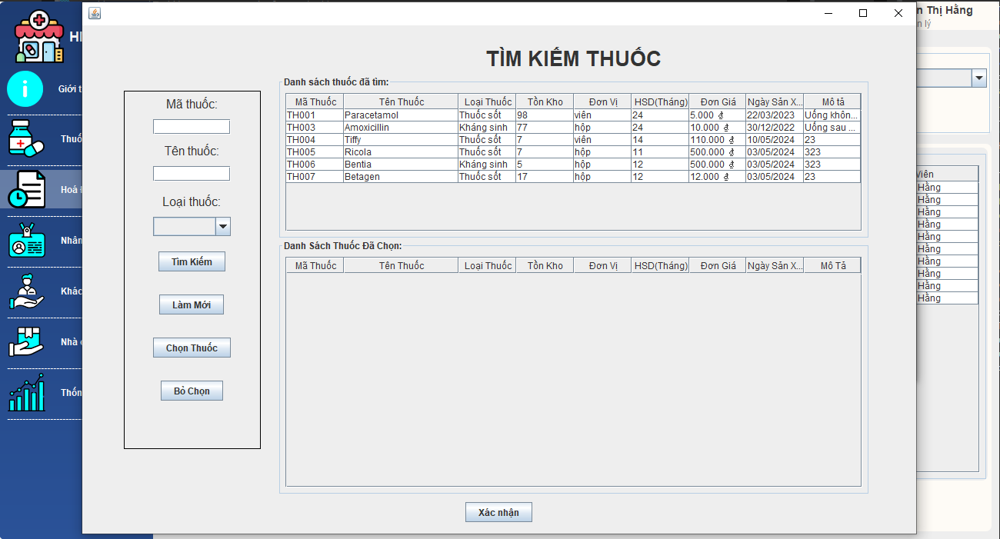 n Thị Hằng
HI
n lý
TÌM KIẾM THUỐC
Giới t
Thuố
Hoá
Nhân
Khác
Nhà
Thốn
Mã thuốc:
Tên thuốc:
Loại thuốc:
Tìm Kiếm
Làm Mới
Chọn Thuốc
Bỏ Chọn
Danh sách thuốc đã tìm:
Mã Thuốc Tên Thuốc Loại Thuốc Tồn Kho Đơn Vị HSD(Tháng) Đơn Giá Ngày Sản X... Mô tả
TH001 Paracetamol Thuốc sốt 98 viên 24 5.000 ₫ 22/03/2023 Uống khôn...
TH003 Amoxicillin Kháng sinh 77 hộp 24 10.000 ₫ 30/12/2022 Uống sau ...
TH004 Tiffy Thuốc sốt 7 viên 14 110.000 ₫ 10/05/2024 23
TH005 Ricola Thuốc sốt 7 hộp 11 500.000 ₫ 03/05/2024 323
TH006 Bentia Kháng sinh 5 hộp 12 500.000 ₫ 03/05/2024 323
TH007 Betagen Thuốc sốt 17 hộp 12 12.000 ₫ 03/05/2024 23
Danh Sách Thuốc Đã Chọn:
Mã Thuốc Tên Thuốc Loại Thuốc Tồn Kho Đơn Vị HSD(Tháng) Đơn Giá Ngày Sản X... Mô Tả
Xác nhận
Viên
Hằng
Hằng
Hằng
Hằng
Hằng
Hằng
Hằng
Hằng
Hằng
Hằng